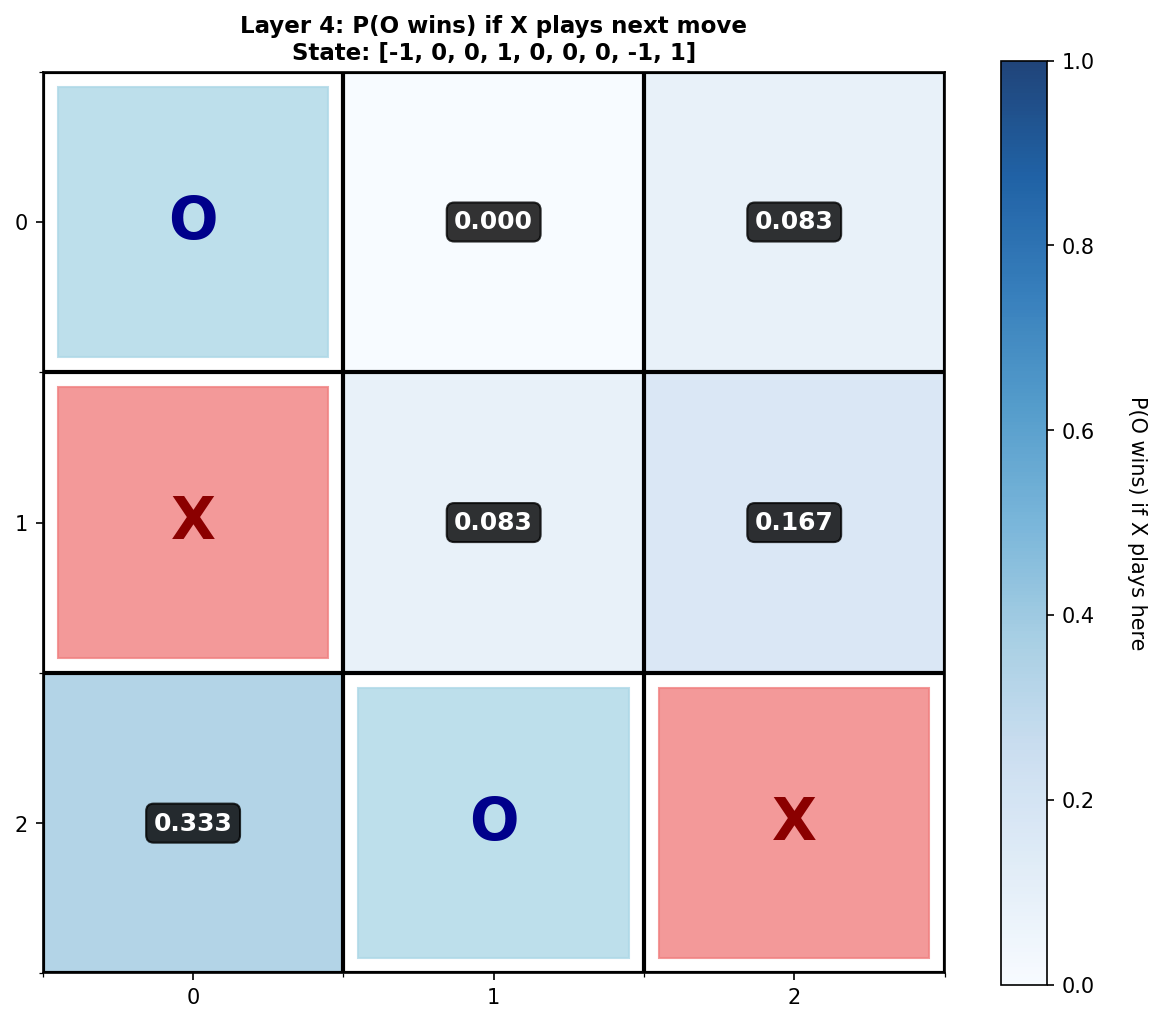 Layer 4: P(O wins) if X plays next move
State: [-1, 0, 0, 1, 0, 0, 0, -1, 1]
0
O
0.000
0.083
1
X
0.083
0.167
2
0.333
O
X
0
1
2
1.0
0.8
0.6
0.4
0.2
0.0
P(O wins) if X plays here